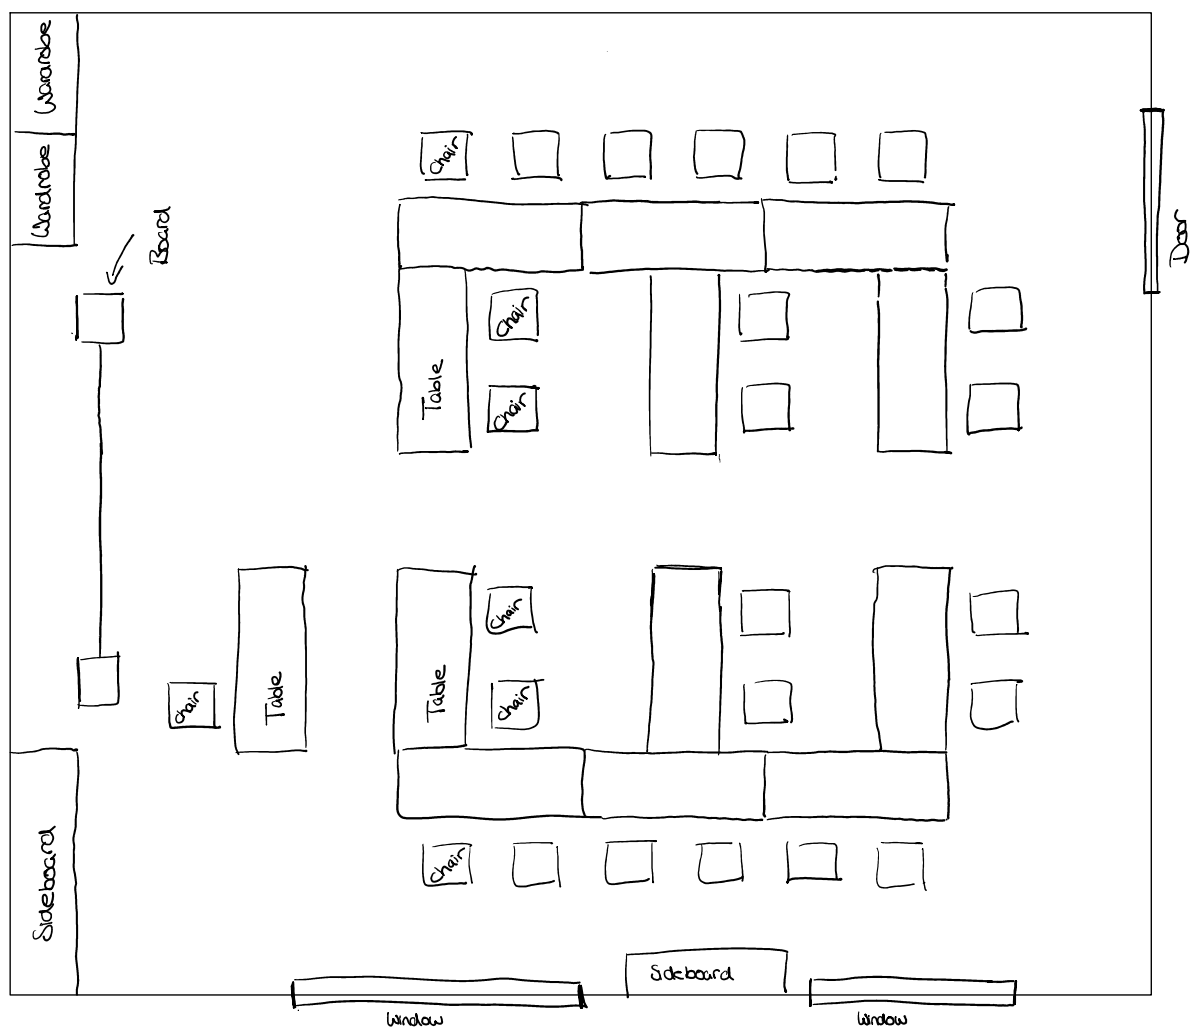 Wardrobe
Wardrobe
Board
Chair
Door
Chair
Table
Chair
Chair
Table
Chair
Table
Chair
Chair
Sideboard
Sideboard
Window
Window